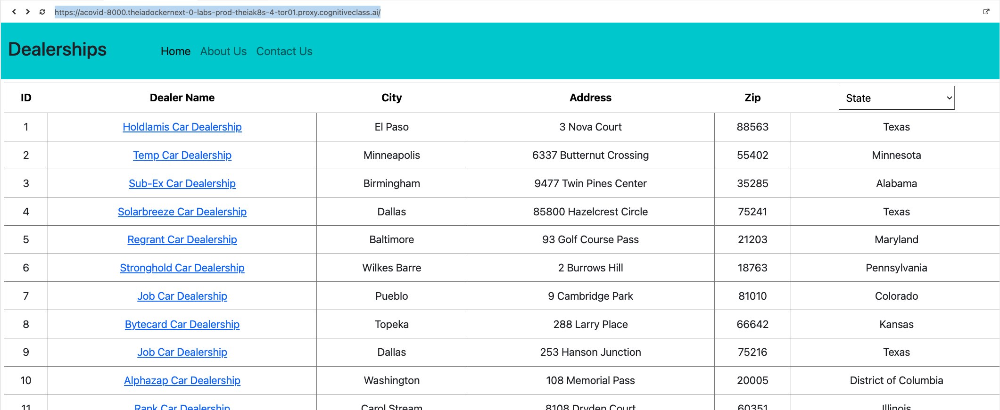 https://acovid-8000.theiadockernext-0-labs-prod-theiak8s-4-tor01.proxy.cognitiveclass.ai/
Dealerships Home About Us Contact Us
ID Dealer Name City Address Zip State
1 Holdlamis Car Dealership El Paso 3 Nova Court 88563 Texas
2 Temp Car Dealership Minneapolis 6337 Butternut Crossing 55402 Minnesota
3 Sub-Ex Car Dealership Birmingham 9477 Twin Pines Center 35285 Alabama
4 Solarbreeze Car Dealership Dallas 85800 Hazelcrest Circle 75241 Texas
5 Regrant Car Dealership Baltimore 93 Golf Course Pass 21203 Maryland
6 Stronghold Car Dealership Wilkes Barre 2 Burrows Hill 18763 Pennsylvania
7 Job Car Dealership Pueblo 9 Cambridge Park 81010 Colorado
8 Bytecard Car Dealership Topeka 288 Larry Place 66642 Kansas
9 Job Car Dealership Dallas 253 Hanson Junction 75216 Texas
10 Alphazap Car Dealership Washington 108 Memorial Pass 20005 District of Columbia
11 Rank Car Dealership Carol Stream 8108 Dryden Court 60351 Illinois